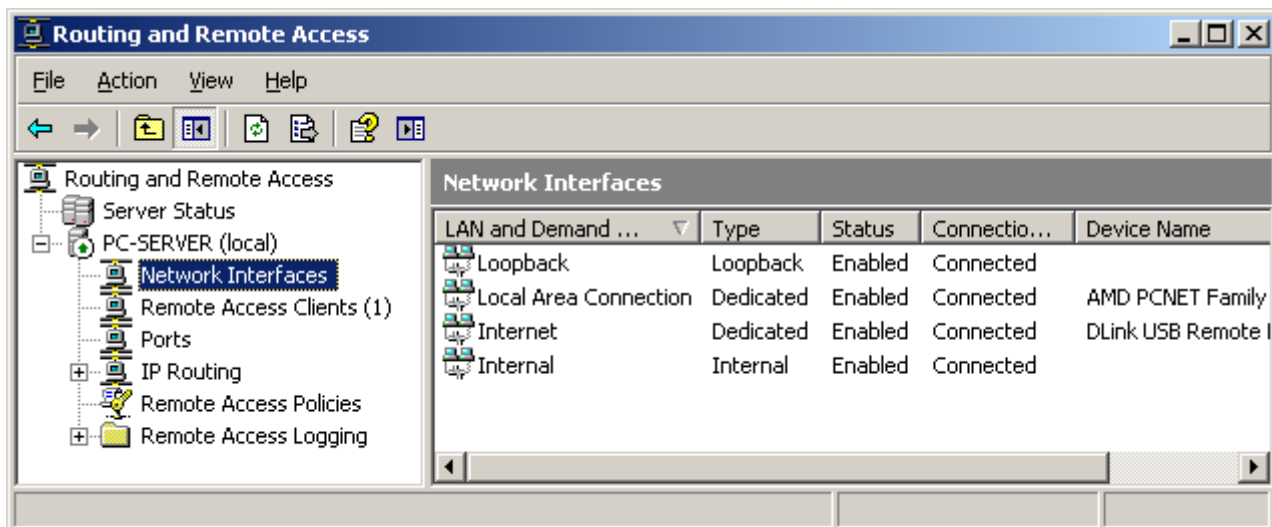 Routing and Remote Access
File Action View Help
Routing and Remote Access
Server Status
PC-SERVER (local)
Network Interfaces
Remote Access Clients (1)
Ports
IP Routing
Remote Access Policies
Remote Access Logging
Network Interfaces
LAN and Demand ... Type Status Connectio... Device Name
Loopback Loopback Enabled Connected
Local Area Connection Dedicated Enabled Connected AMD PCNET Family
Internet Dedicated Enabled Connected DLink USB Remote
Internal Internal Enabled Connected